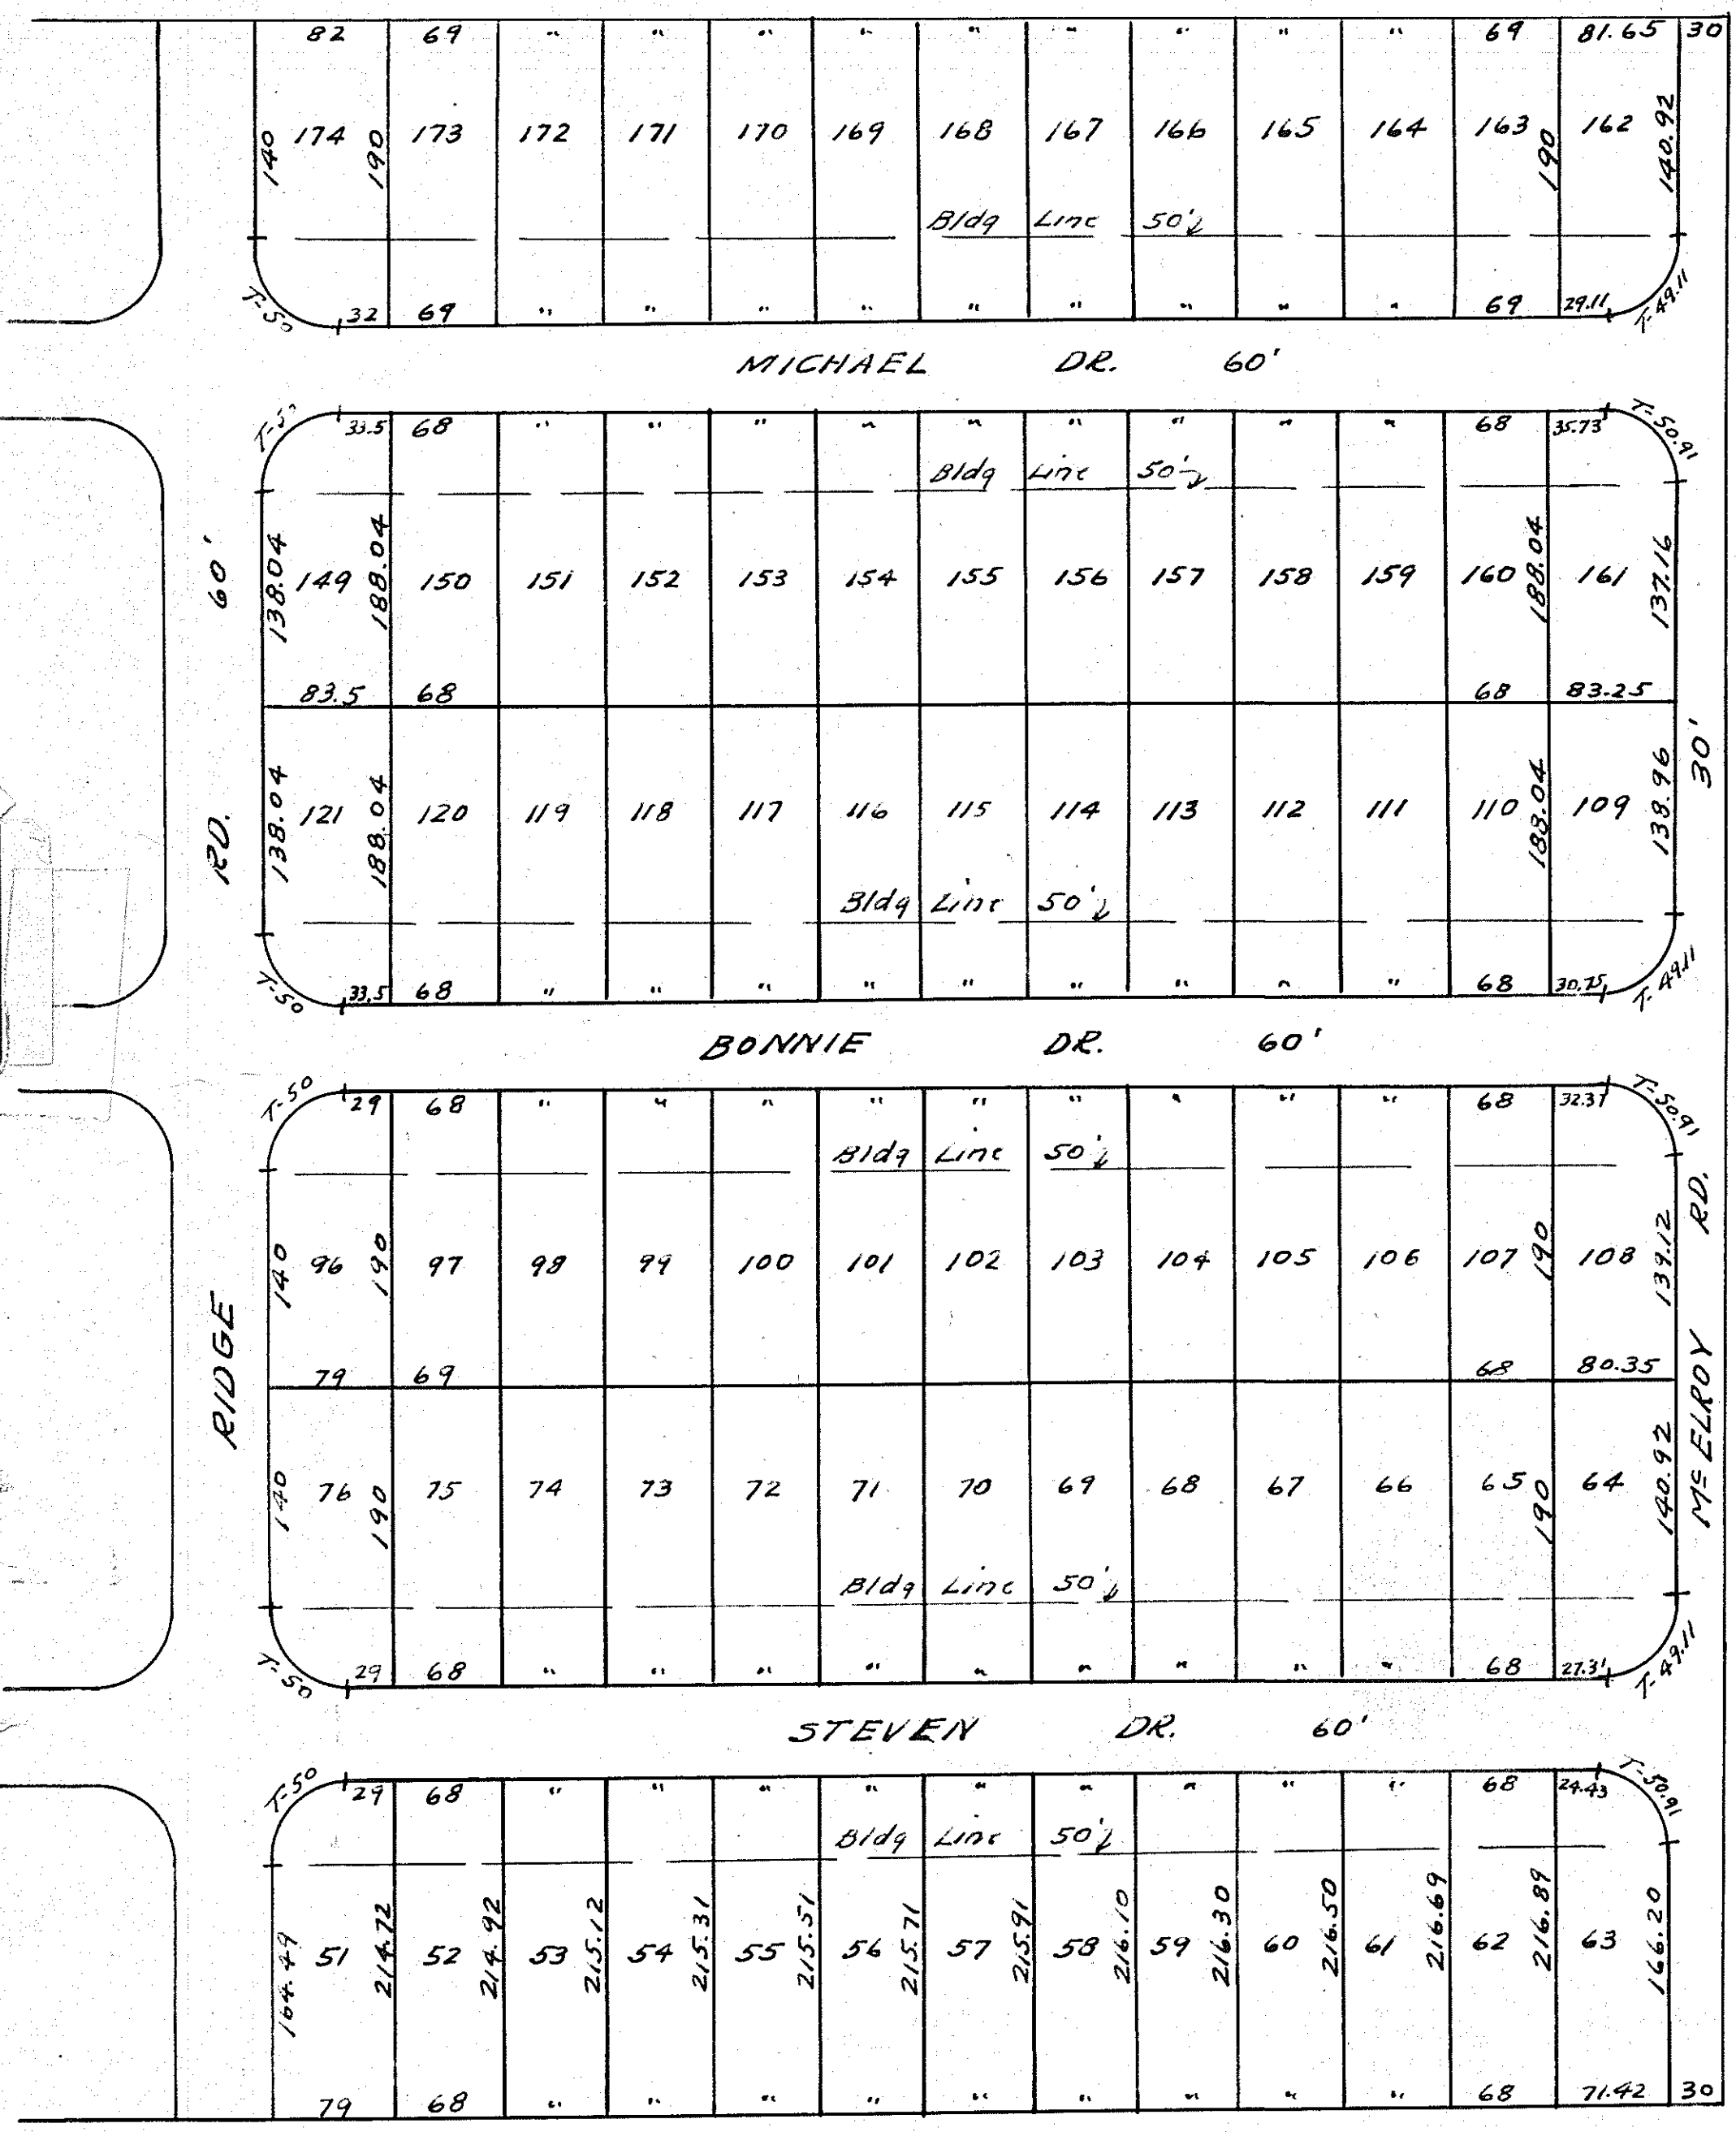 82 69 " " " " " " " " " 69 81.65 30
140 174 190 173 172 171 170 169 168 167 166 165 164 163 190 162 140.92
Bldg Line 50'
T-50 32 69 " " " " " " " " " 69 29.11 T-49.11
MICHAEL DR. 60'
T-50 33.5 68 " " " " " " " " " 68 35.73 T-50.91
Bldg Line 50'
60' 138.04 149 188.04 150 151 152 153 154 155 156 157 158 159 160 188.04 161 137.16
83.5 68 68 83.25
30'
RD. 138.04 121 188.04 120 119 118 117 116 115 114 113 112 111 110 188.04 109 138.96
Bldg Line 50'
T-50 33.5 68 " " " " " " " " " 68 30.75 T-49.11
BONNIE DR. 60'
T-50 29 68 " " " " " " " " " 68 32.37 T-50.91
Bldg Line 50'
RD.
140 96 190 97 98 99 100 101 102 103 104 105 106 107 190 108 139.12
RIDGE 79 69 68 80.35
McELROY
140 76 190 75 74 73 72 71 70 69 68 67 66 65 190 64 140.92
Bldg Line 50'
T-50 29 68 " " " " " " " " " 68 27.31 T-49.11
STEVEN DR. 60'
T-50 29 68 " " " " " " " " " 68 24.43 T-50.91
Bldg Line 50'
164.49 51 214.72 52 214.92 53 215.12 54 215.31 55 215.51 56 215.71 57 215.91 58 216.10 59 216.30 60 216.50 61 216.69 62 216.89 63 166.20
79 68 " " " " " " " " " 68 71.42 30